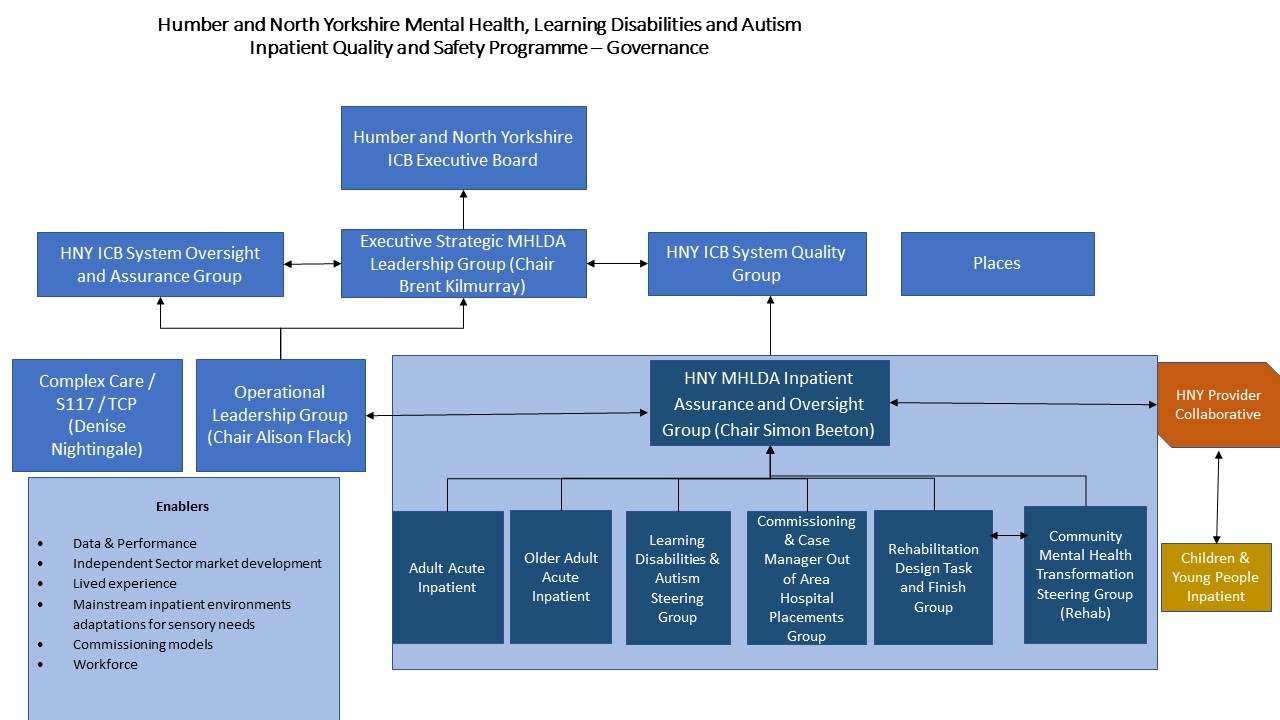 Humber and North Yorkshire Mental Health, Learning Disabilities and Autism
Inpatient Quality and Safety Programme – Governance
Humber and North Yorkshire
ICB Executive Board
HNY ICB System Oversight
and Assurance Group
Executive Strategic MHLDA
Leadership Group (Chair
Brent Kilmurray)
HNY ICB System Quality
Group
Places
Complex Care /
S117 / TCP
(Denise
Nightingale)
Operational
Leadership Group
(Chair Alison Flack)
HNY MHLDA Inpatient
Assurance and Oversight
Group (Chair Simon Beeton)
HNY Provider
Collaborative
Enablers
• Data & Performance
• Independent Sector market development
• Lived experience
• Mainstream inpatient environments
adaptations for sensory needs
• Commissioning models
• Workforce
Adult Acute
Inpatient
Older Adult
Acute
Inpatient
Learning
Disabilities &
Autism
Steering
Group
Commissioning
& Case
Manager Out
of Area
Hospital
Placements
Group
Rehabilitation
Design Task
and Finish
Group
Community
Mental Health
Transformation
Steering Group
(Rehab)
Children &
Young People
Inpatient